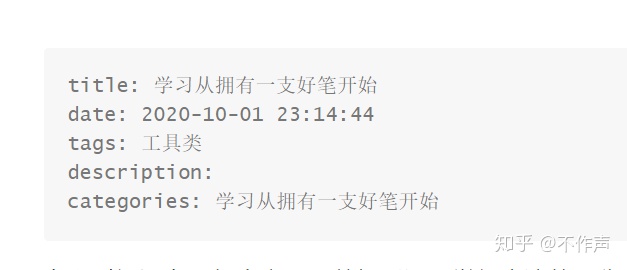 title: 学习从拥有一支好笔开始
date: 2020-10-01 23:14:44
tags: 工具类
description:
categories: 学习从拥有一支好笔开始
知乎 @不作声